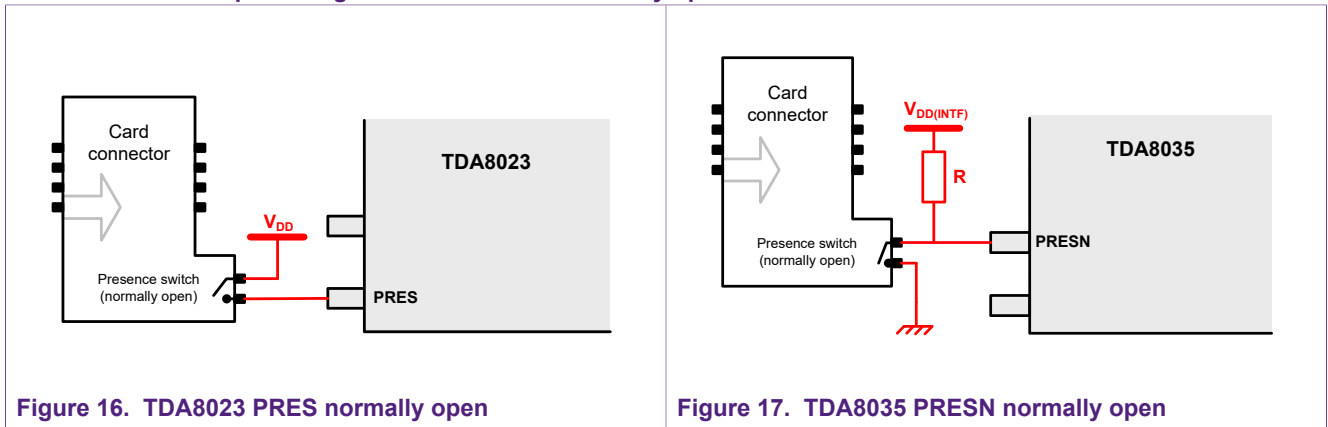 Card
connector
TDA8023
VDD
Presence switch
(normally open)
PRES
Figure 16. TDA8023 PRES normally open
Card
connector
VDD(INTF)
TDA8035
R
Presence switch
(normally open)
PRESN
Figure 17. TDA8035 PRESN normally open